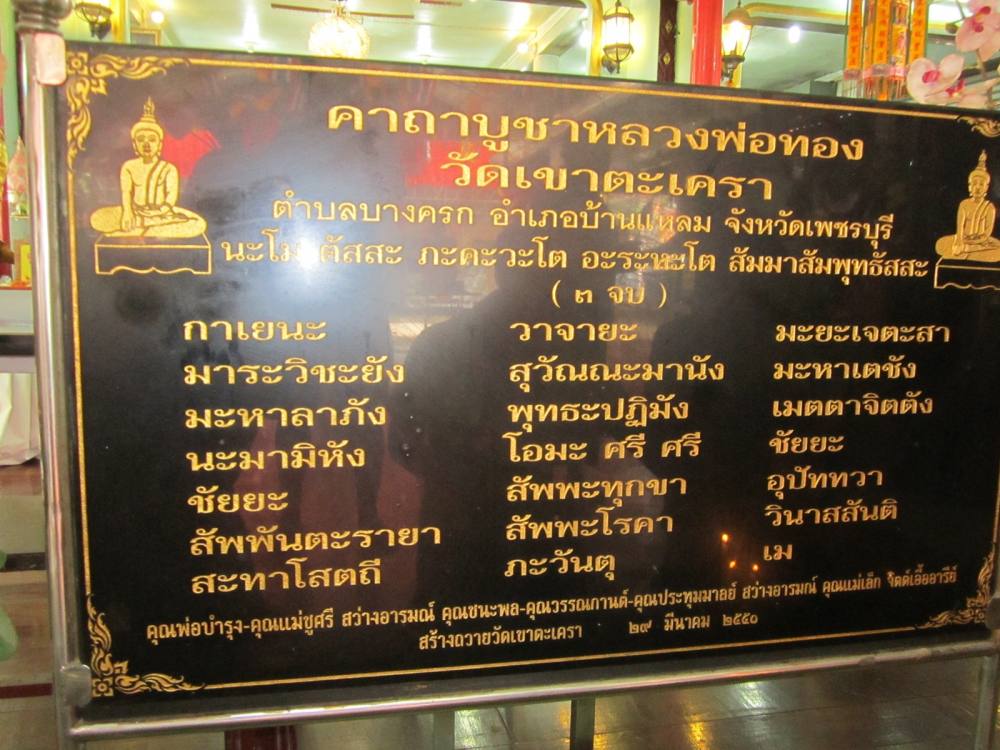 คาถาบูชาหลวงพ่อทอง
วัดเขาตะเครา
ตำบลบางครก อำเภอบ้านแหลม จังหวัดเพชรบุรี
นะโม ตัสสะ ภะคะวะโต อะระหะโต สัมมาสัมพุทธัสสะ
( ๓ จบ )
กาเยนะ วาจายะ มะยะเจตะสา
มาระวิชะยัง สุวัณณะมานัง มะหาเตชัง
มะหาลาภัง พุทธะปฏิมัง เมตตาจิตตัง
นะมามิหัง โอมะ ศรี ศรี ชัยยะ
ชัยยะ สัพพะทุกขา อุปัททวา
สัพพันตะรายา สัพพะโรคา วินาสสันติ
สะทาโสตถี ภะวันตุ เม
คุณพ่อบำรุง-คุณแม่ชูศรี สว่างอารมณ์ คุณชนะพล-คุณวรรณกานต์-คุณประทุมมาลย์ สว่างอารมณ์ คุณแม่เล็ก จิตต์เอื้ออารีย์
สร้างถวายวัดเขาตะเครา ๒๙ มีนาคม ๒๕๕๐